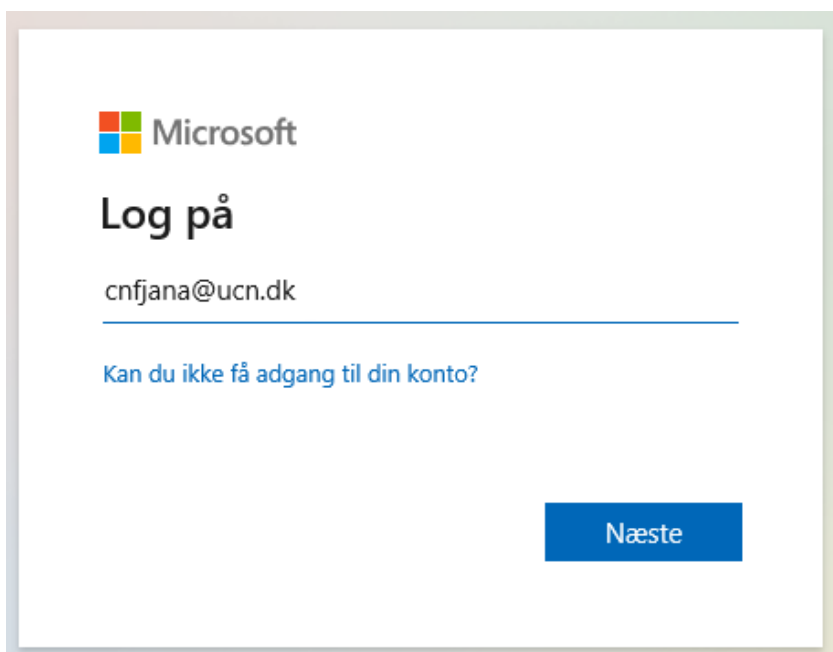 Microsoft
Log på
cnfjana@ucn.dk
Kan du ikke få adgang til din konto?
Næste